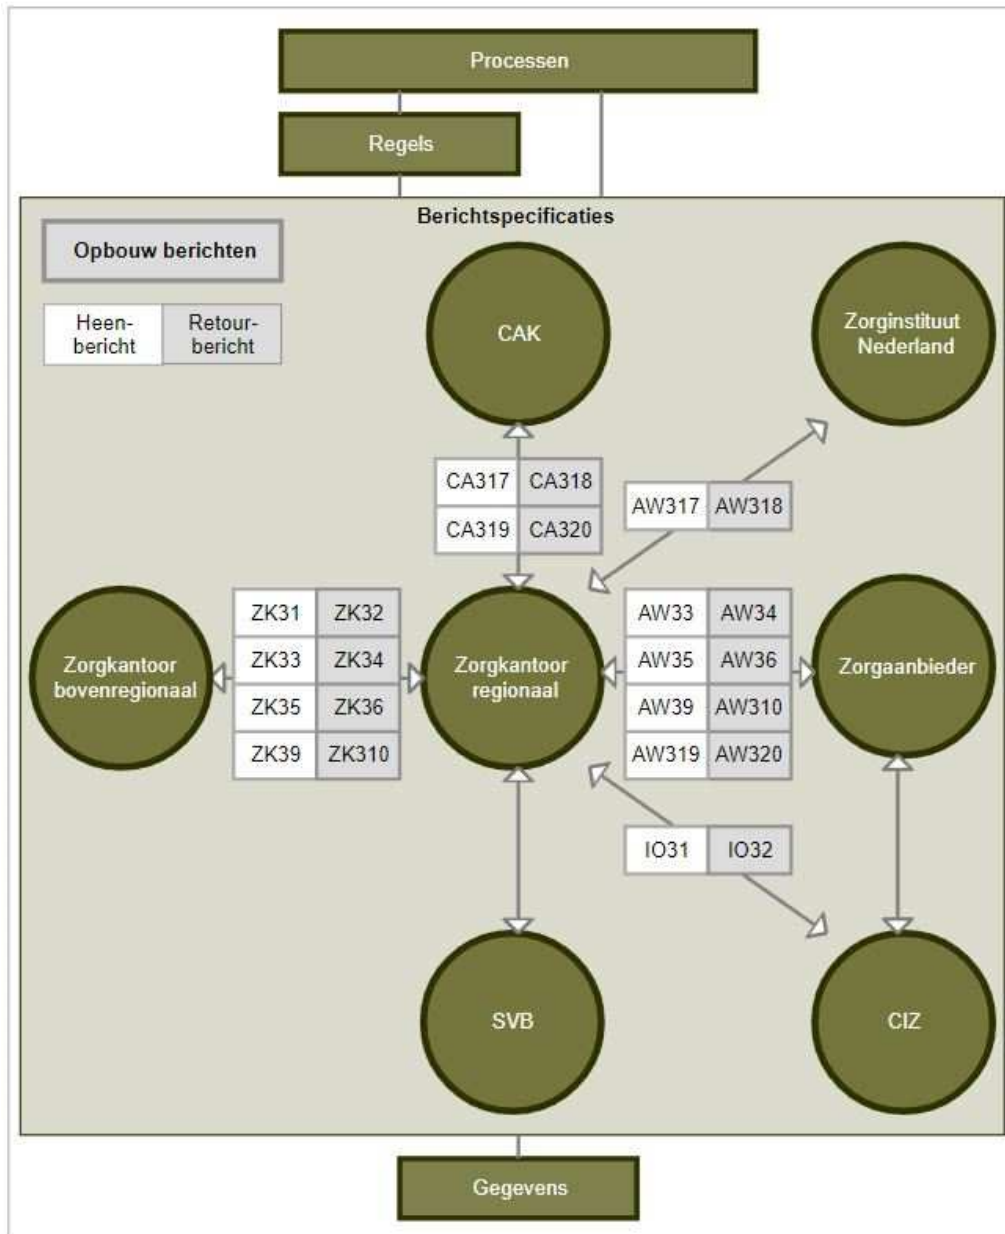 Processen
Regels
Berichtspecificaties
Opbouw berichten
Heen-
bericht
Retour-
bericht
CAK
Zorginstituut
Nederland
CA317 CA318
CA319 CA320
AW317 AW318
Zorgkantoor
bovenregionaal
ZK31 ZK32
ZK33 ZK34
ZK35 ZK36
ZK39 ZK310
Zorgkantoor
regionaal
AW33 AW34
AW35 AW36
AW39 AW310
AW319 AW320
Zorgaanbieder
IO31 IO32
SVB
CIZ
Gegevens